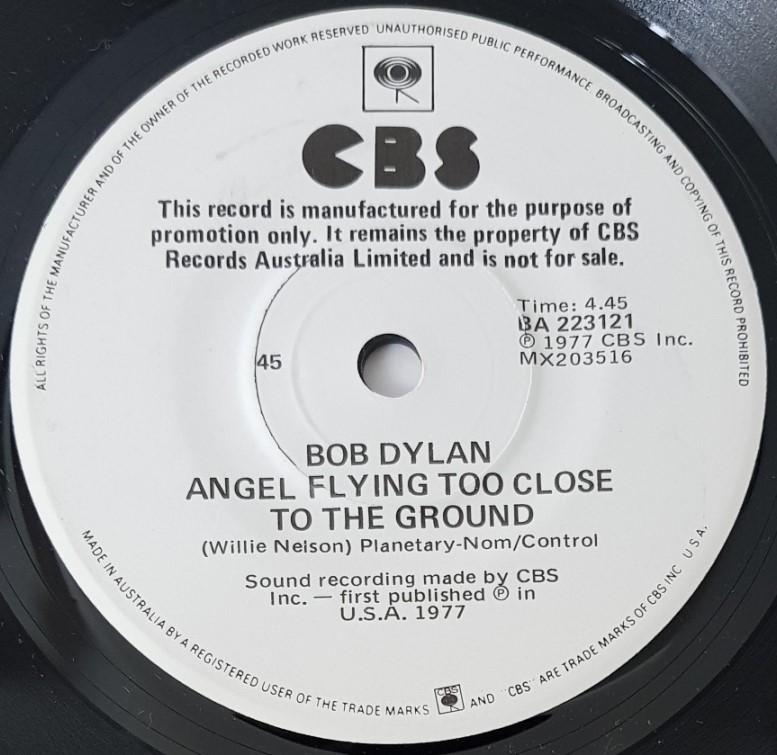 ALL RIGHTS OF THE MANUFACTURER AND OF THE OWNER OF THE RECORDED WORK RESERVED UNAUTHORISED PUBLIC PERFORMANCE. BROADCASTING AND COPYING OF THIS RECORD PROHIBITED
CBS
This record is manufactured for the purpose of
promotion only. It remains the property of CBS
Records Australia Limited and is not for sale.
Time: 4.45
BA 223121
℗ 1977 CBS Inc.
MX203516
45
BOB DYLAN
ANGEL FLYING TOO CLOSE
TO THE GROUND
(Willie Nelson) Planetary-Nom/Control
Sound recording made by CBS
Inc. — first published ℗ in
U.S.A. 1977
MADE IN AUSTRALIA BY A REGISTERED USER OF THE TRADE MARKS CBS AND "CBS" ARE TRADE MARKS OF CBS INC U S A.